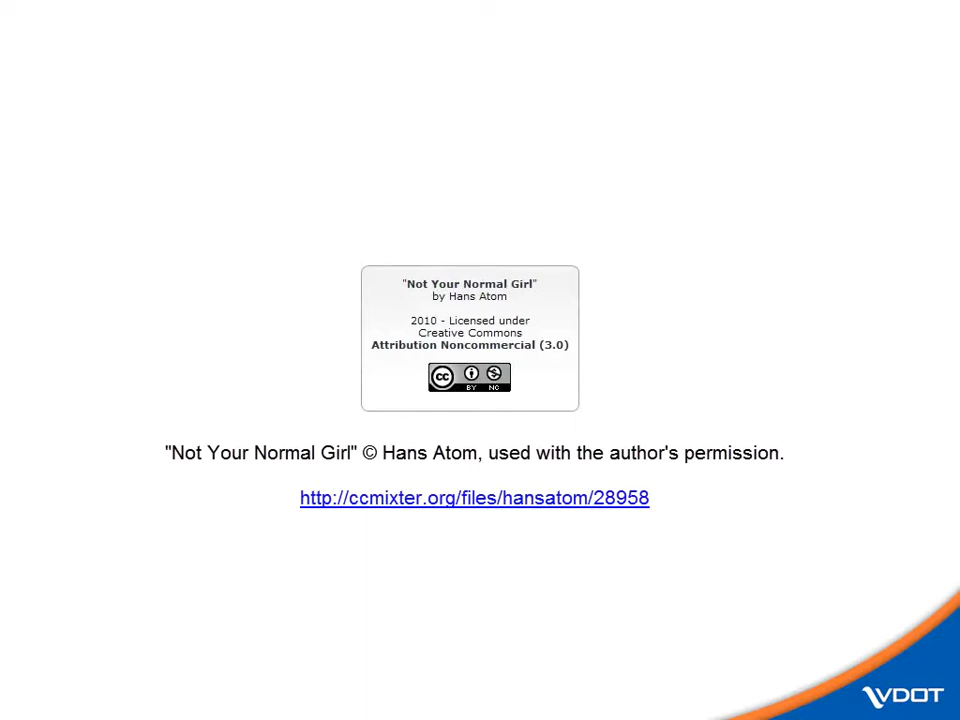 "Not Your Normal Girl"
by Hans Atom
2010 - Licensed under
Creative Commons
Attribution Noncommercial (3.0)
cc
BY NC
"Not Your Normal Girl" © Hans Atom, used with the author's permission.
http://ccmixter.org/files/hansatom/28958
VDOT